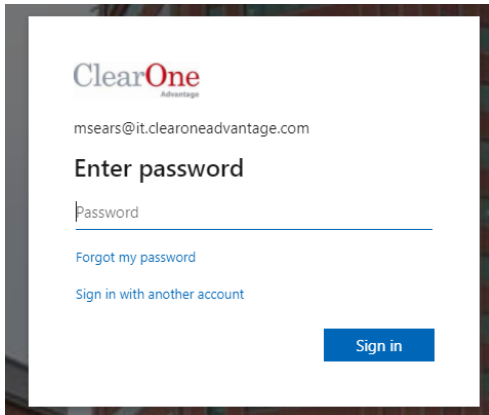 ClearOne
Advantage
msears@it.clearoneadvantage.com
Enter password
Password
Forgot my password
Sign in with another account
Sign in